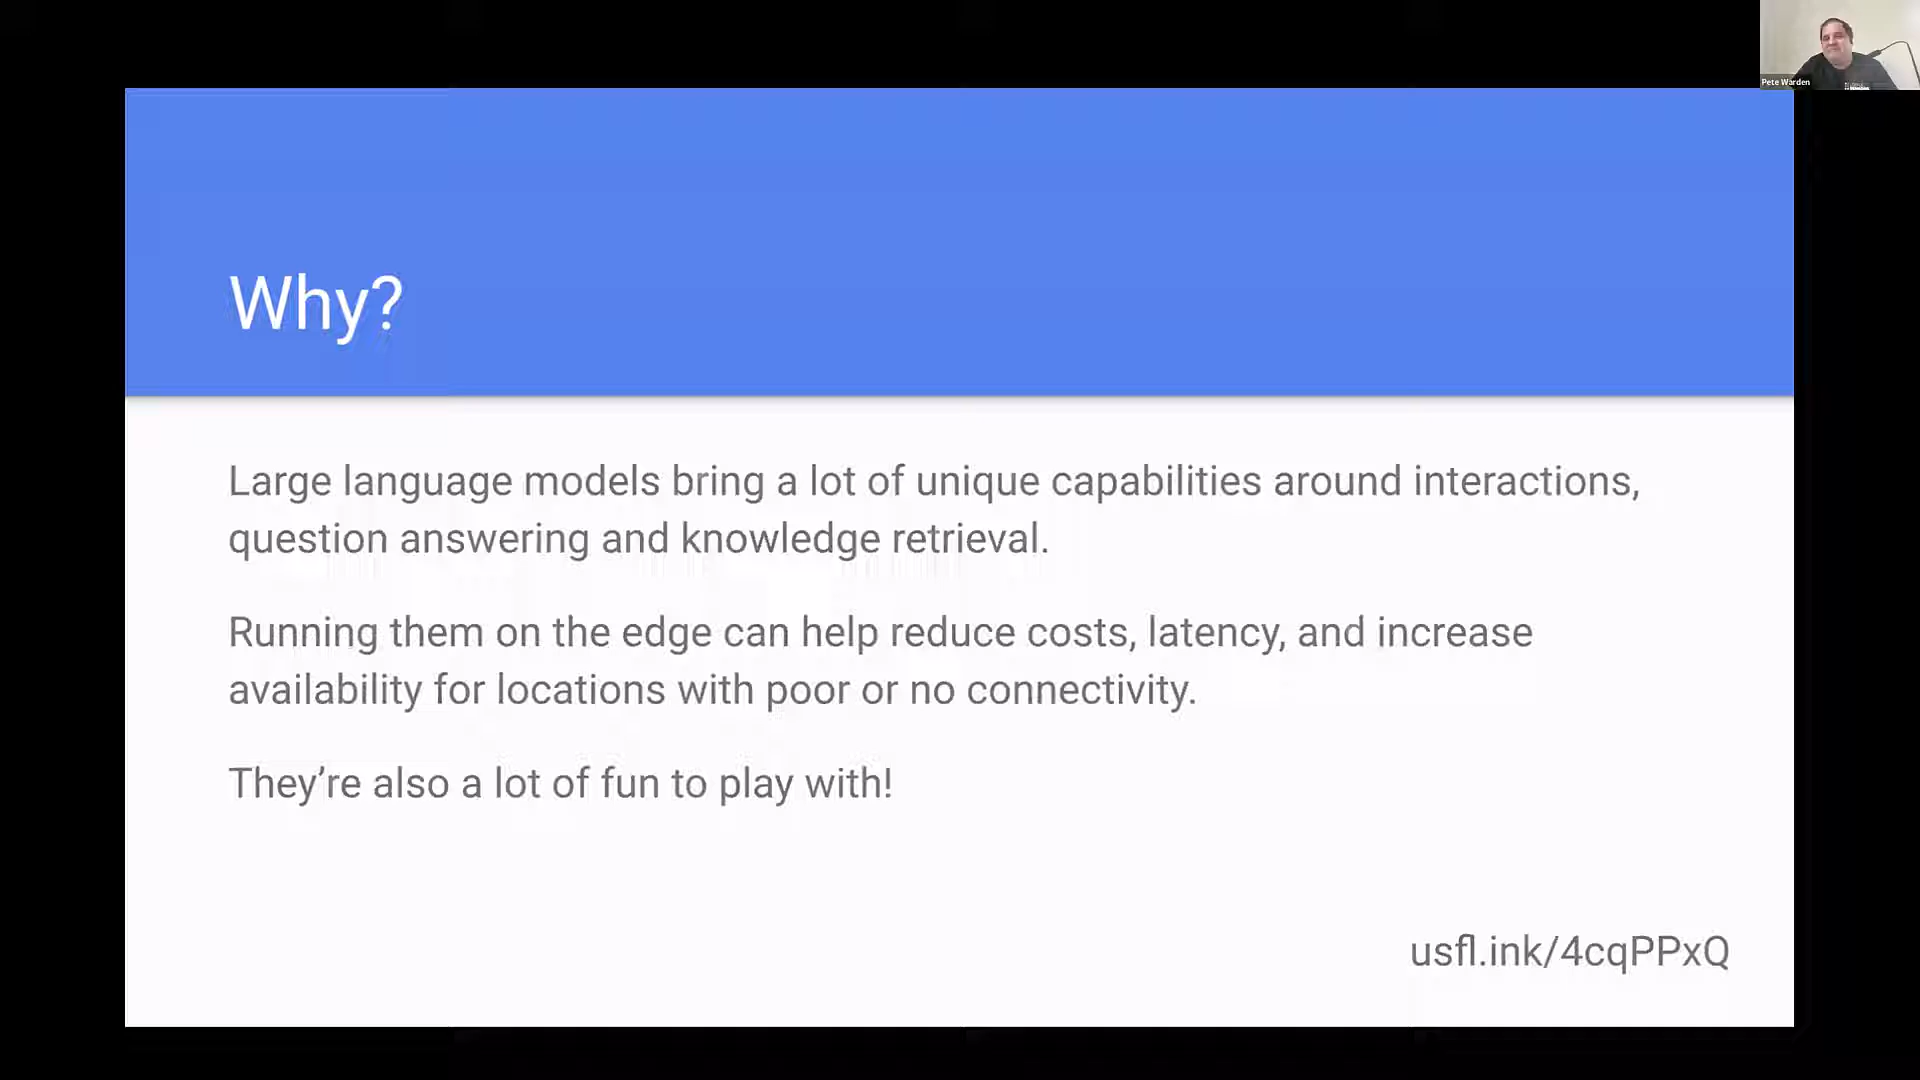 Pete Warden
Why?
Large language models bring a lot of unique capabilities around interactions,
question answering and knowledge retrieval.
Running them on the edge can help reduce costs, latency, and increase
availability for locations with poor or no connectivity.
They’re also a lot of fun to play with!
usfl.ink/4cqPPxQ